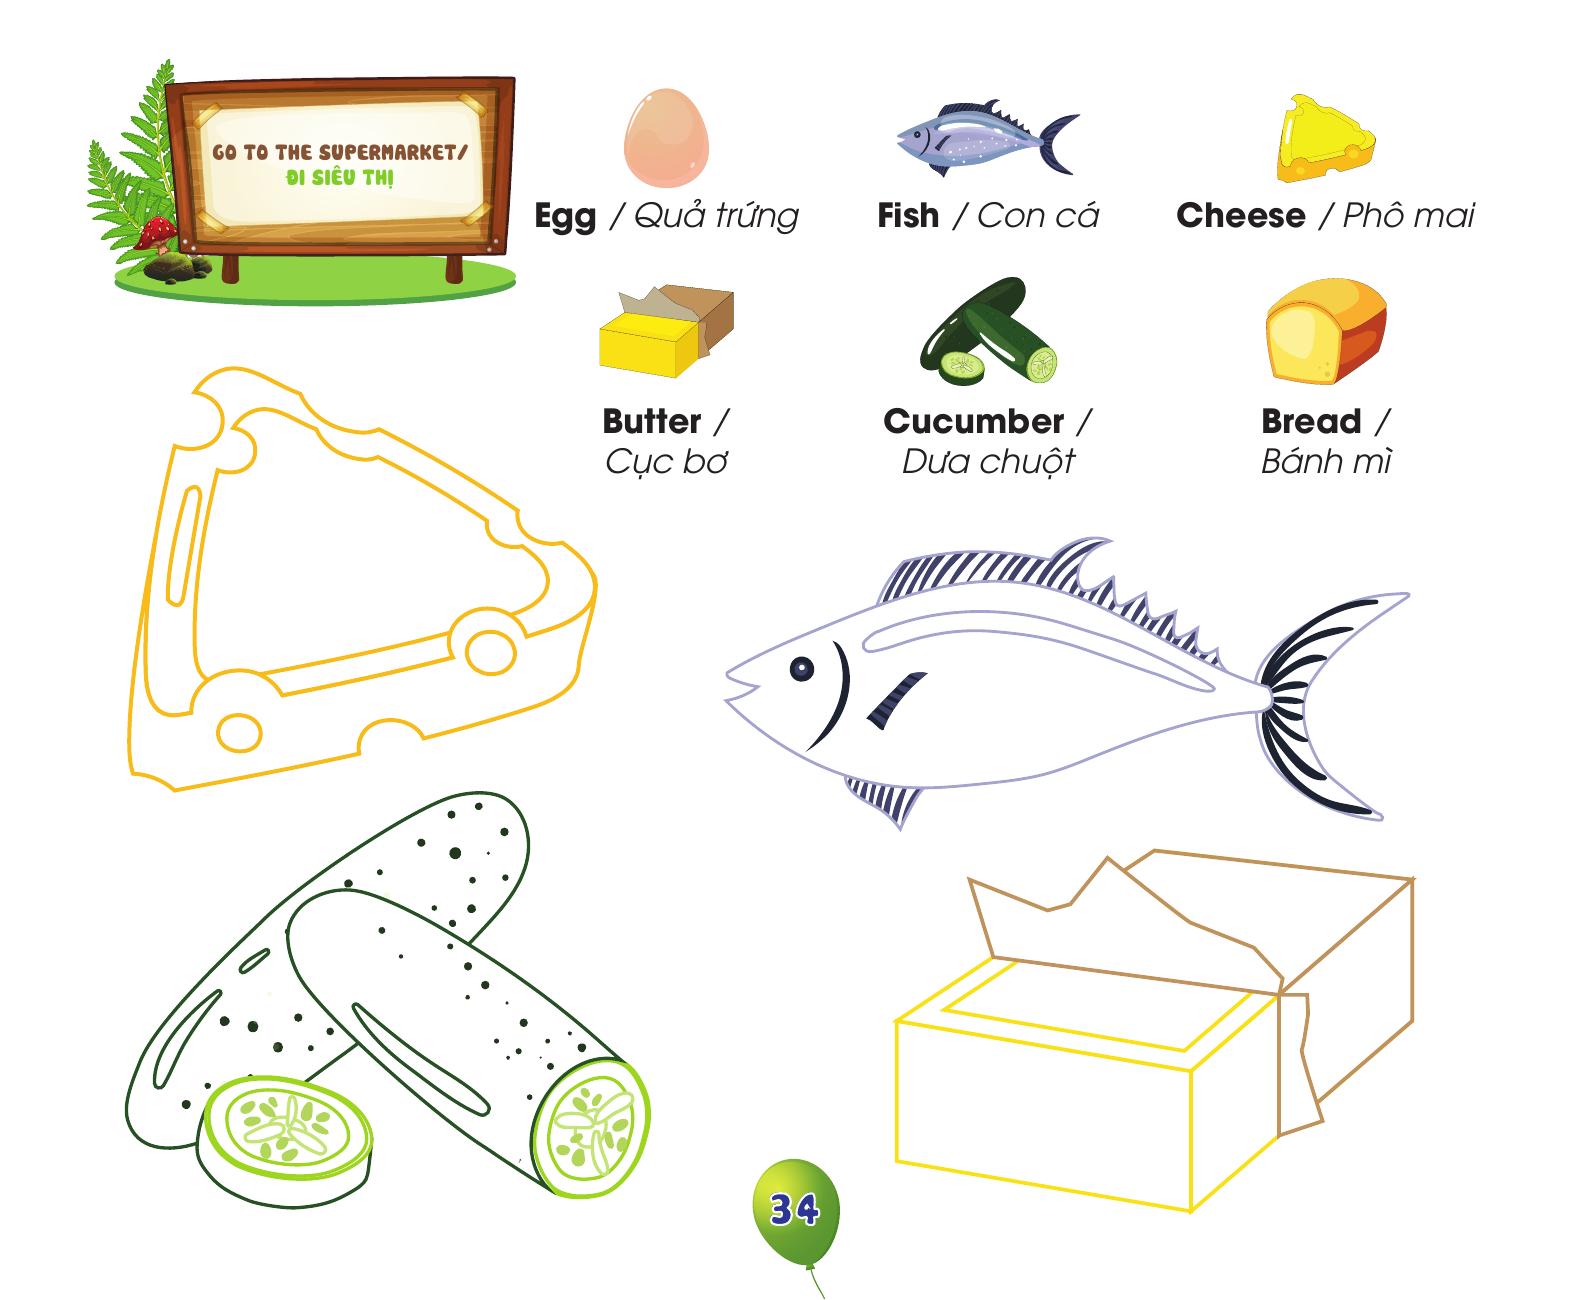 GO TO THE SUPERMARKET/
ĐI SIÊU THỊ
Egg / Quả trứng
Fish / Con cá
Cheese / Phô mai
Butter /
Cục bơ
Cucumber /
Dưa chuột
Bread /
Bánh mì
34